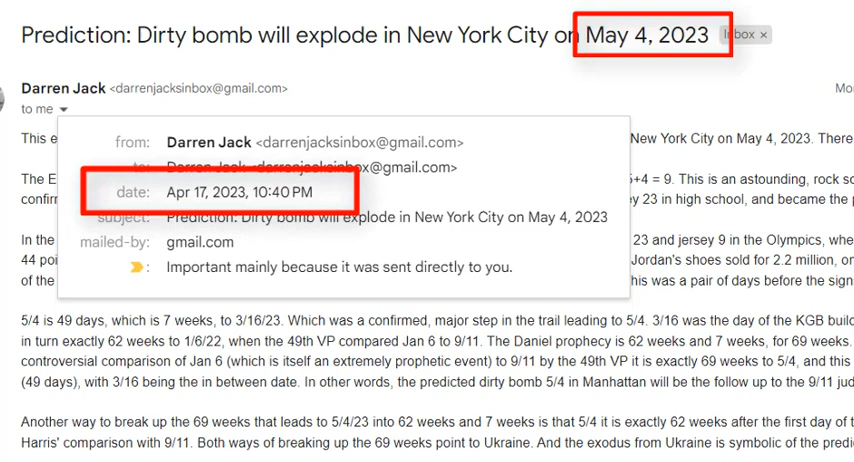 Prediction: Dirty bomb will explode in New York City on May 4, 2023 Inbox ×
Darren Jack <darrenjacksinbox@gmail.com> Mo
to me
This e New York City on May 4, 2023. There
from: Darren Jack <darrenjacksinbox@gmail.com>
to: Darren Jack <darrenjacksinbox@gmail.com>
The E 5+4 = 9. This is an astounding, rock so
date: Apr 17, 2023, 10:40 PM
confirm y 23 in high school, and became the p
subject: Prediction: Dirty bomb will explode in New York City on May 4, 2023
In the 23 and jersey 9 in the Olympics, whe
mailed-by: gmail.com
44 poi Jordan's shoes sold for 2.2 million, on
: Important mainly because it was sent directly to you.
of the his was a pair of days before the sign
5/4 is 49 days, which is 7 weeks, to 3/16/23. Which was a confirmed, major step in the trail leading to 5/4. 3/16 was the day of the KGB build
in turn exactly 62 weeks to 1/6/22, when the 49th VP compared Jan 6 to 9/11. The Daniel prophecy is 62 weeks and 7 weeks, for 69 weeks.
controversial comparison of Jan 6 (which is itself an extremely prophetic event) to 9/11 by the 49th VP it is exactly 69 weeks to 5/4, and this
(49 days), with 3/16 being the in between date. In other words, the predicted dirty bomb 5/4 in Manhattan will be the follow up to the 9/11 jud
Another way to break up the 69 weeks that leads to 5/4/23 into 62 weeks and 7 weeks is that 5/4 it is exactly 62 weeks after the first day of t
Harris' comparison with 9/11. Both ways of breaking up the 69 weeks point to Ukraine. And the exodus from Ukraine is symbolic of the predic